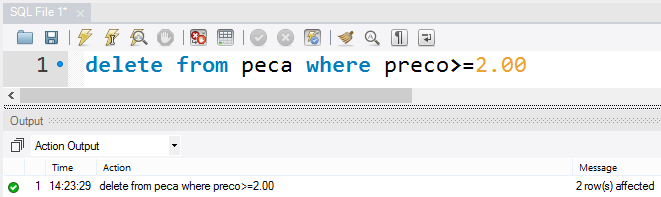 SQL File 1*
1 delete from peca where preco>=2.00
Output
Action Output
Time Action Message
1 14:23:29 delete from peca where preco>=2.00 2 row(s) affected